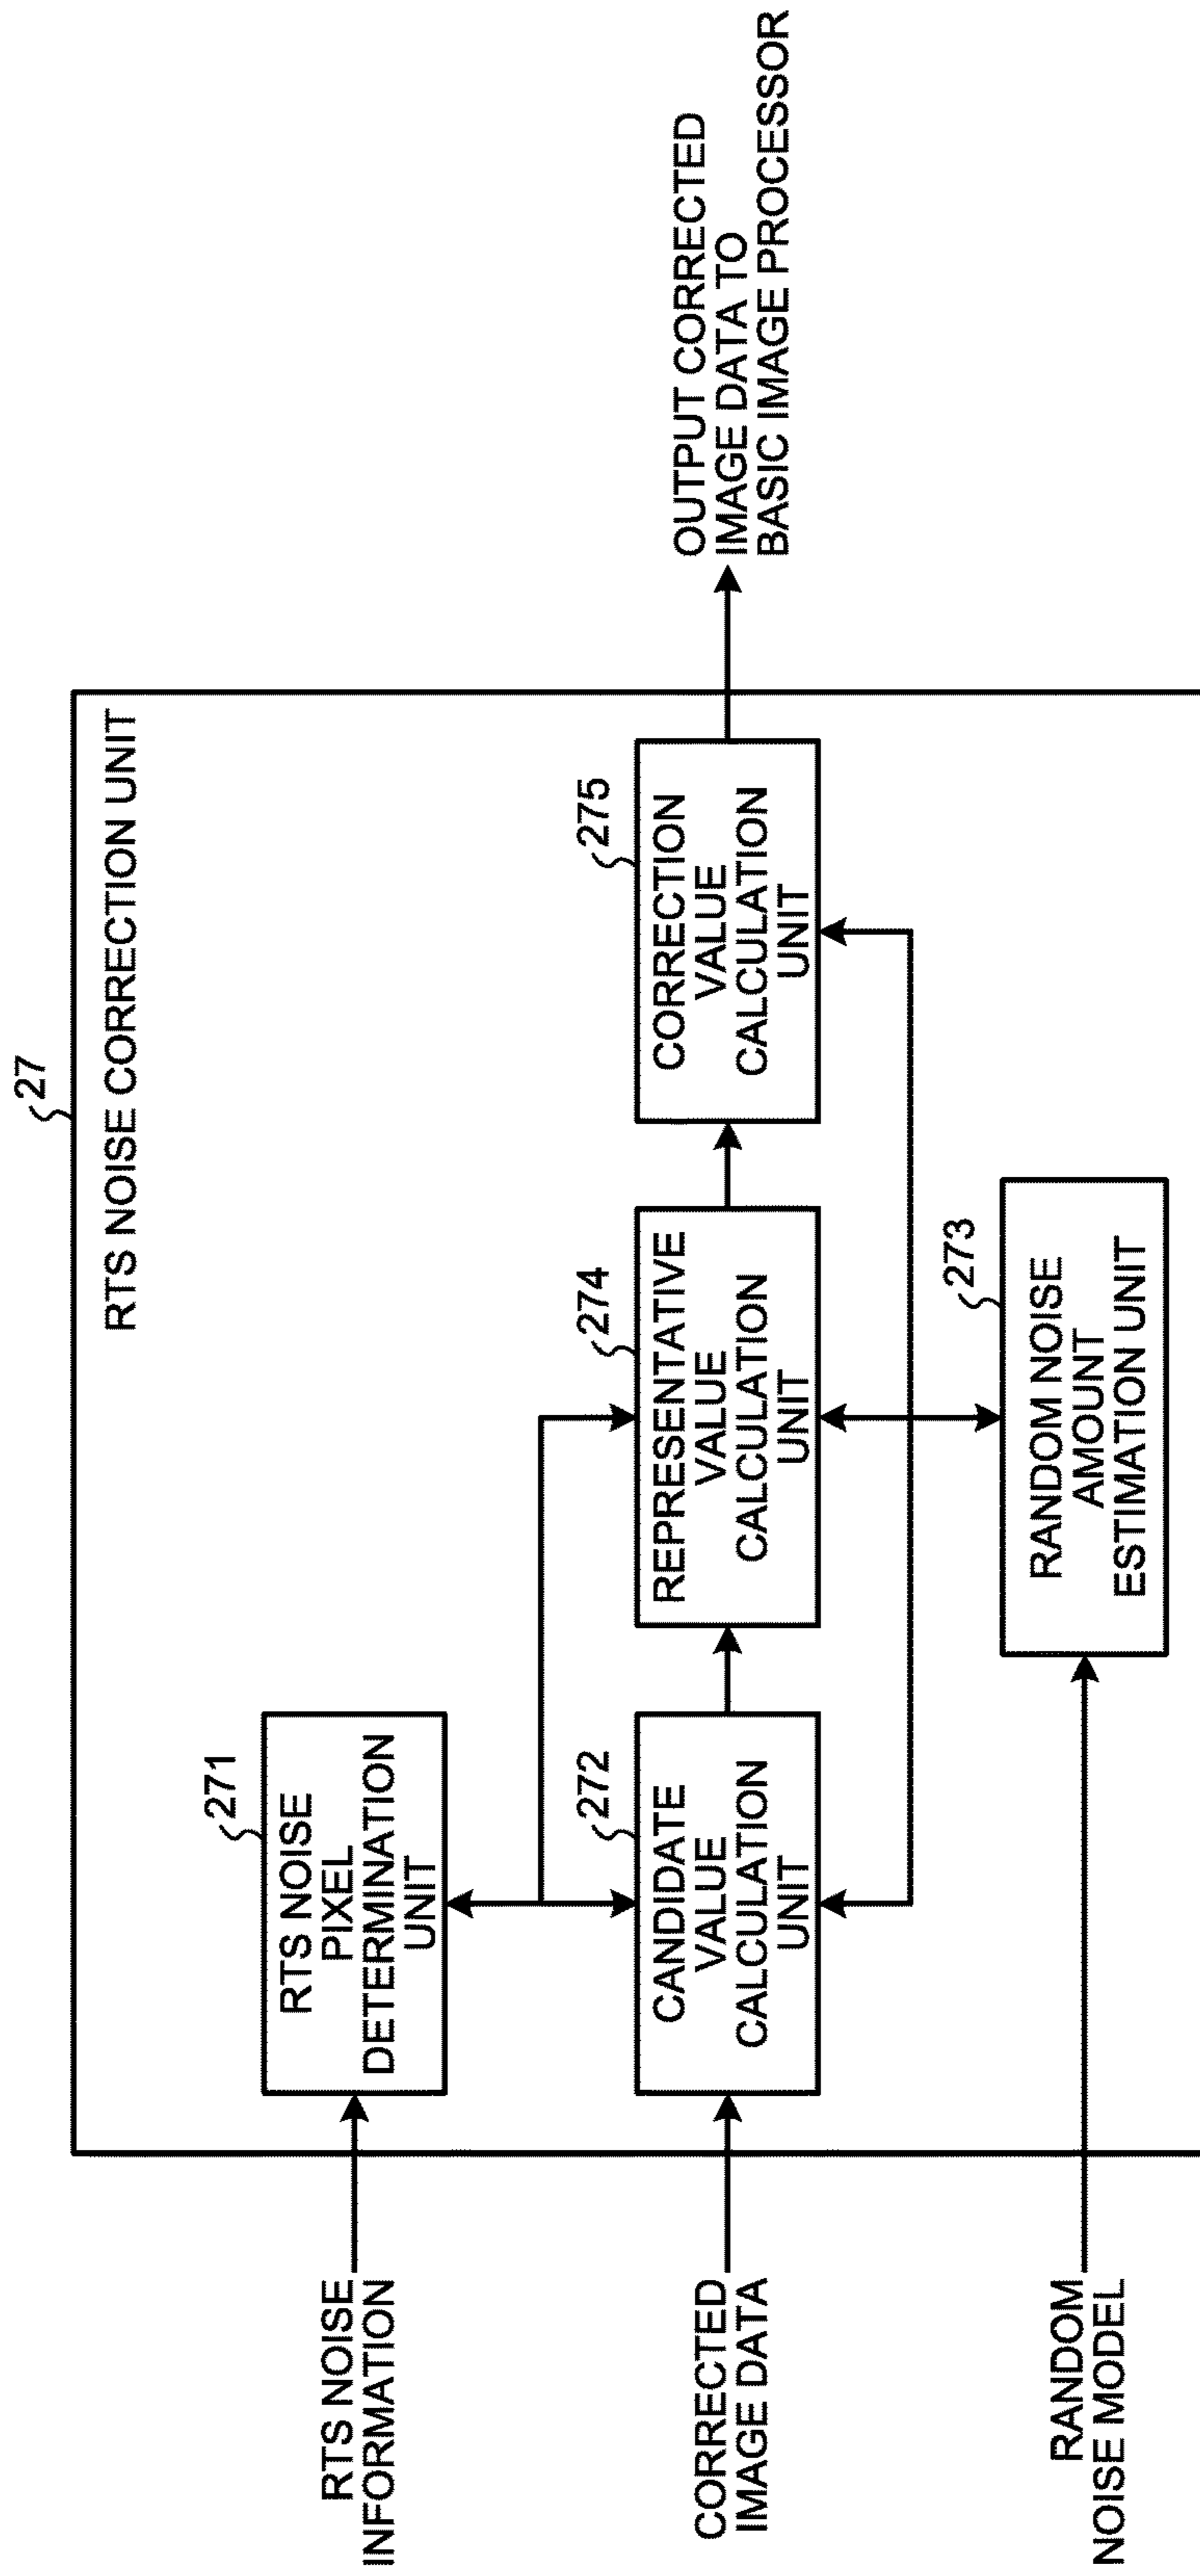 27
RTS NOISE CORRECTION UNIT
RTS NOISE
INFORMATION
271
RTS NOISE
PIXEL
DETERMINATION
UNIT
CORRECTED
IMAGE DATA
272
CANDIDATE
VALUE
CALCULATION
UNIT
274
REPRESENTATIVE
VALUE
CALCULATION
UNIT
275
CORRECTION
VALUE
CALCULATION
UNIT
OUTPUT CORRECTED
IMAGE DATA TO
BASIC IMAGE PROCESSOR
RANDOM
NOISE MODEL
273
RANDOM NOISE
AMOUNT
ESTIMATION UNIT